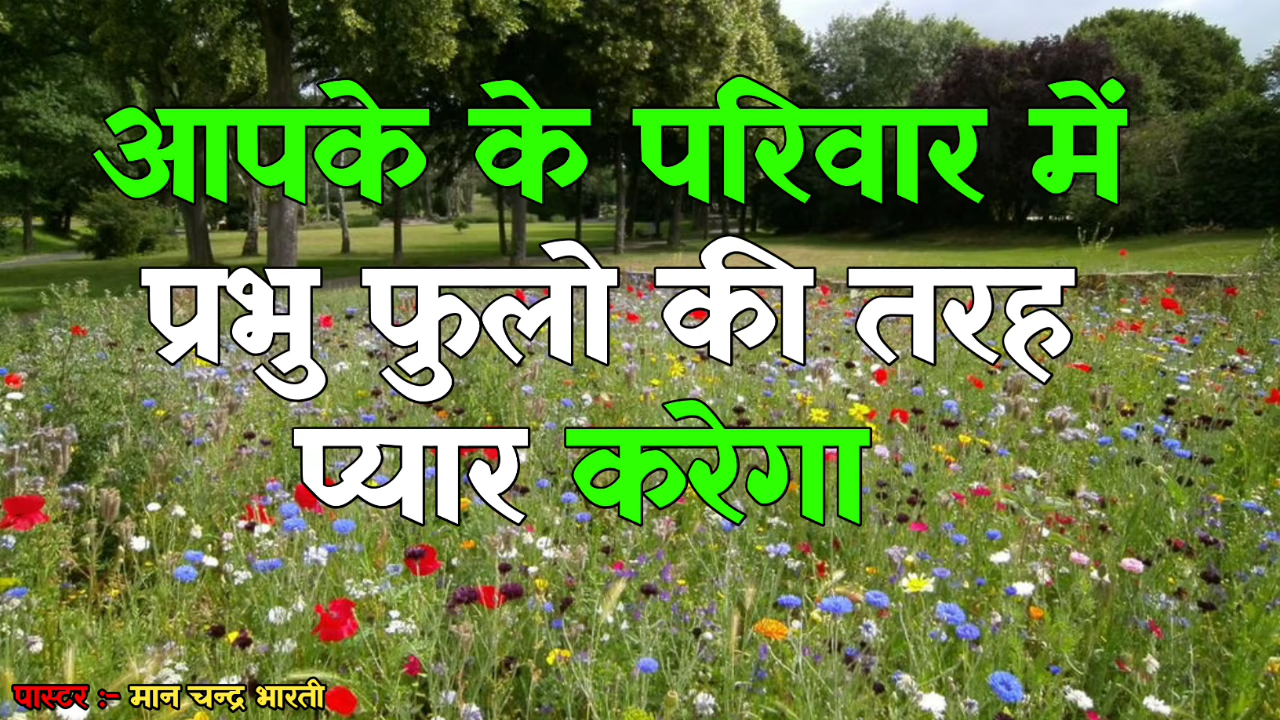 आपके के परिवार में
प्रभु फुलो की तरह
प्यार करेगा
पास्टर :- मान चन्द्र भारती